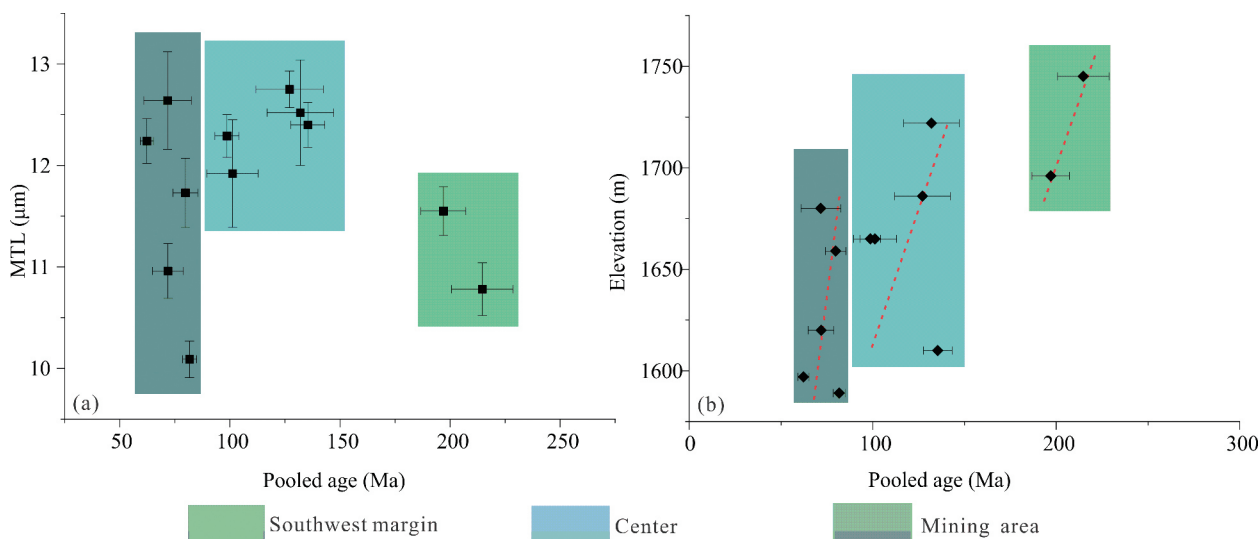 13
12
11
10
MTL (μm)
(a)
50
100
150
200
250
Pooled age (Ma)
1750
1700
1650
1600
Elevation (m)
(b)
0
100
200
300
Pooled age (Ma)
Southwest margin
Center
Mining area